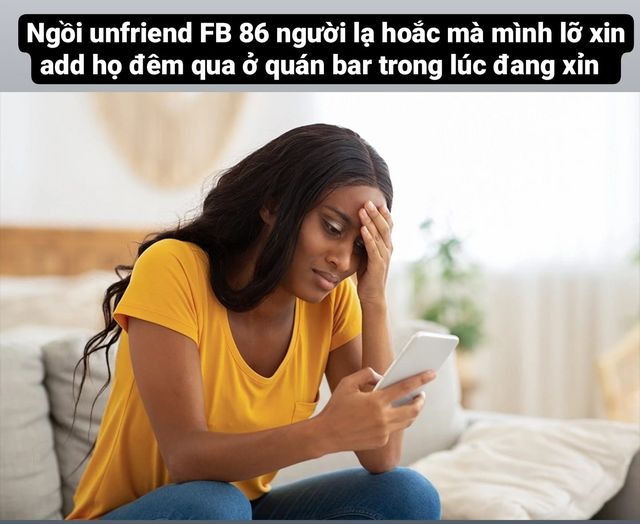 Ngồi unfriend FB 86 người lạ hoắc mà mình lỡ xin
add họ đêm qua ở quán bar trong lúc đang xỉn